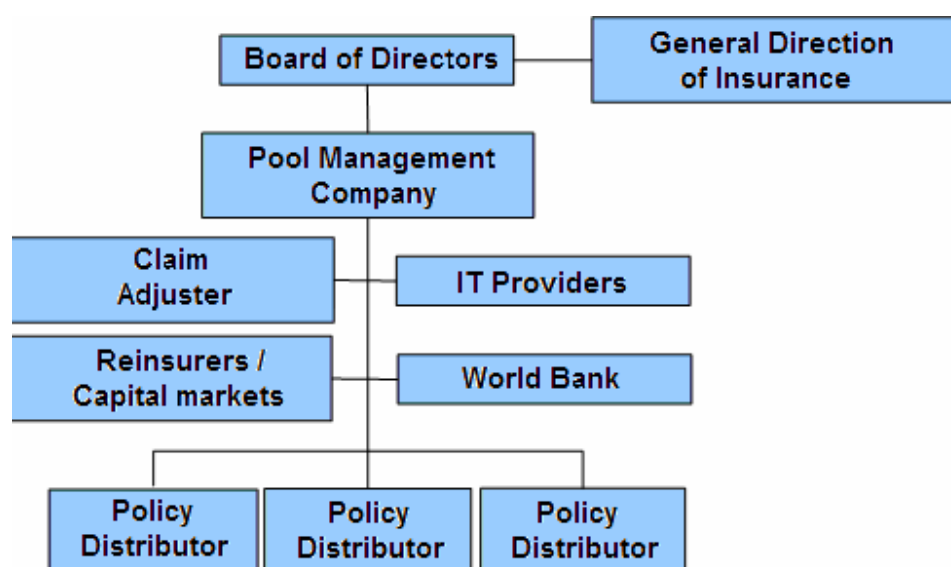 Board of Directors
General Direction
of Insurance
Pool Management
Company
Claim
Adjuster
IT Providers
Reinsurers /
Capital markets
World Bank
Policy
Distributor
Policy
Distributor
Policy
Distributor